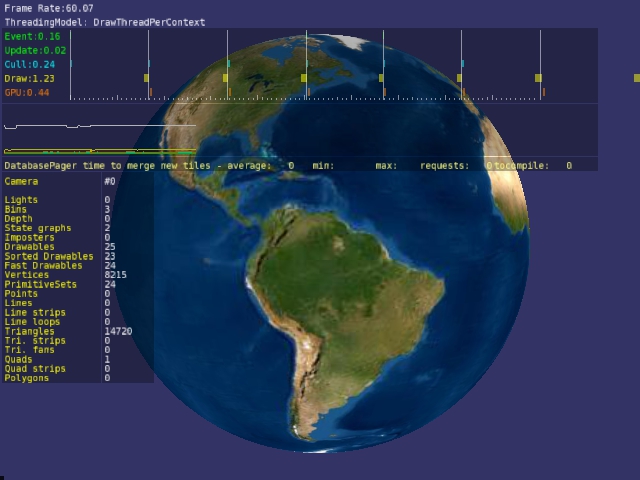 Frame Rate:60.07
ThreadingModel: DrawThreadPerContext
Event:0.16
Update:0.02
Cull:0.24
Draw:1.23
GPU:0.44
DatabasePager time to merge new tiles - average: 0 min: max: requests: 0 tocompile: 0
Camera #0
Lights 0
Bins 3
Depth 0
State graphs 2
Imposters 0
Drawables 25
Sorted Drawables 23
Fast Drawables 24
Vertices 8215
PrimitiveSets 24
Points 0
Lines 0
Line strips 0
Line loops 0
Triangles 14720
Tri. strips 0
Tri. fans 0
Quads 1
Quad strips 0
Polygons 0